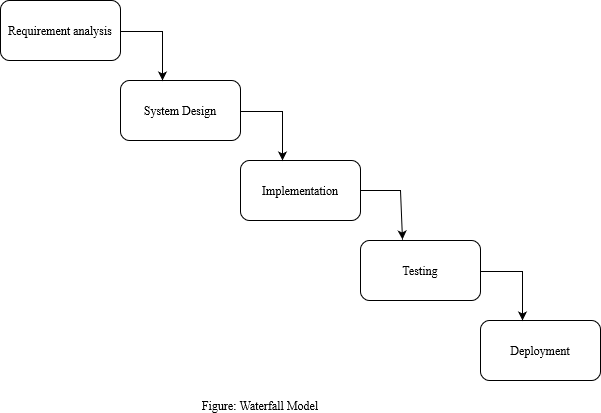 Requirement analysis
System Design
Implementation
Testing
Deployment
Figure: Waterfall Model